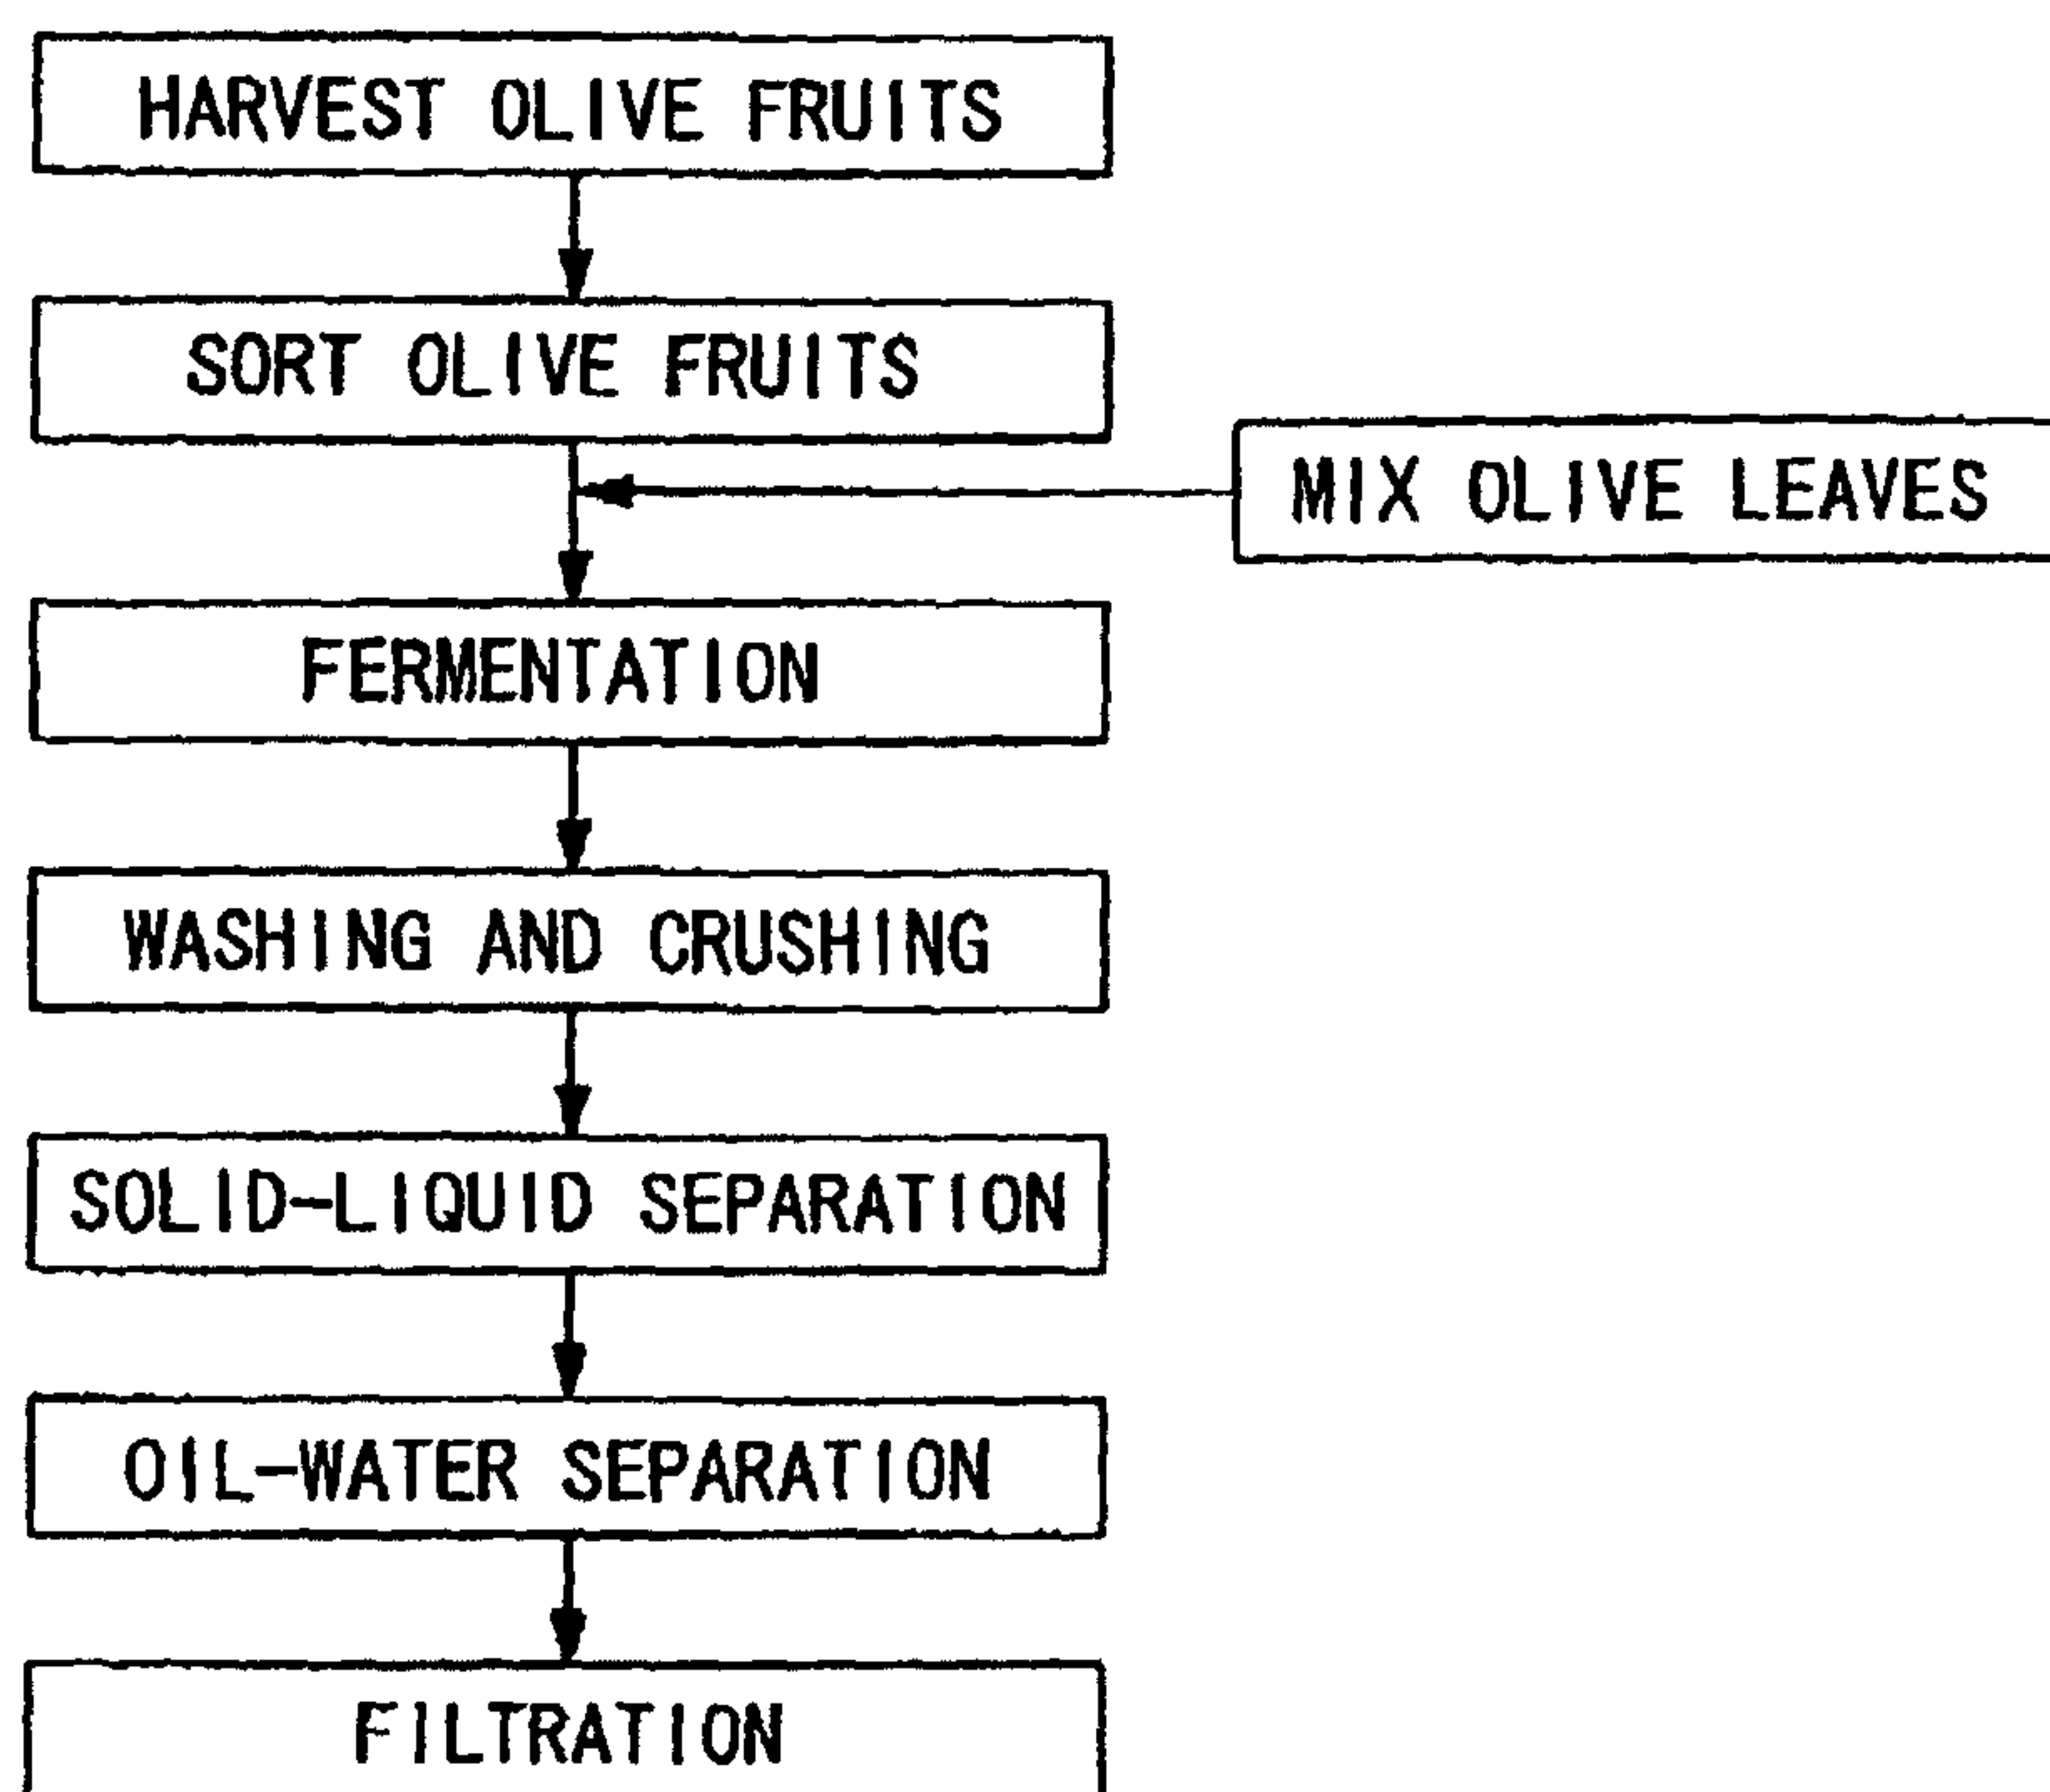 HARVEST OLIVE FRUITS
SORT OLIVE FRUITS
MIX OLIVE LEAVES
FERMENTATION
WASHING AND CRUSHING
SOLID-LIQUID SEPARATION
OIL-WATER SEPARATION
FILTRATION